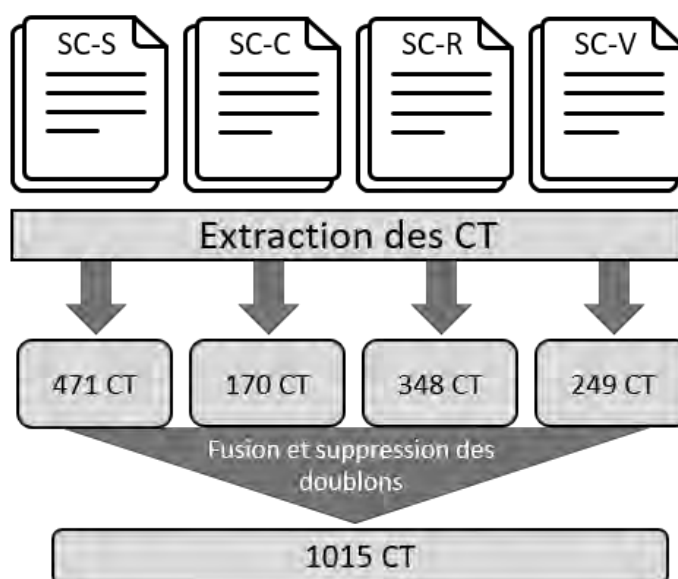 SC-S
SC-C
SC-R
SC-V
Extraction des CT
471 CT
170 CT
348 CT
249 CT
Fusion et suppression des
doublons
1015 CT